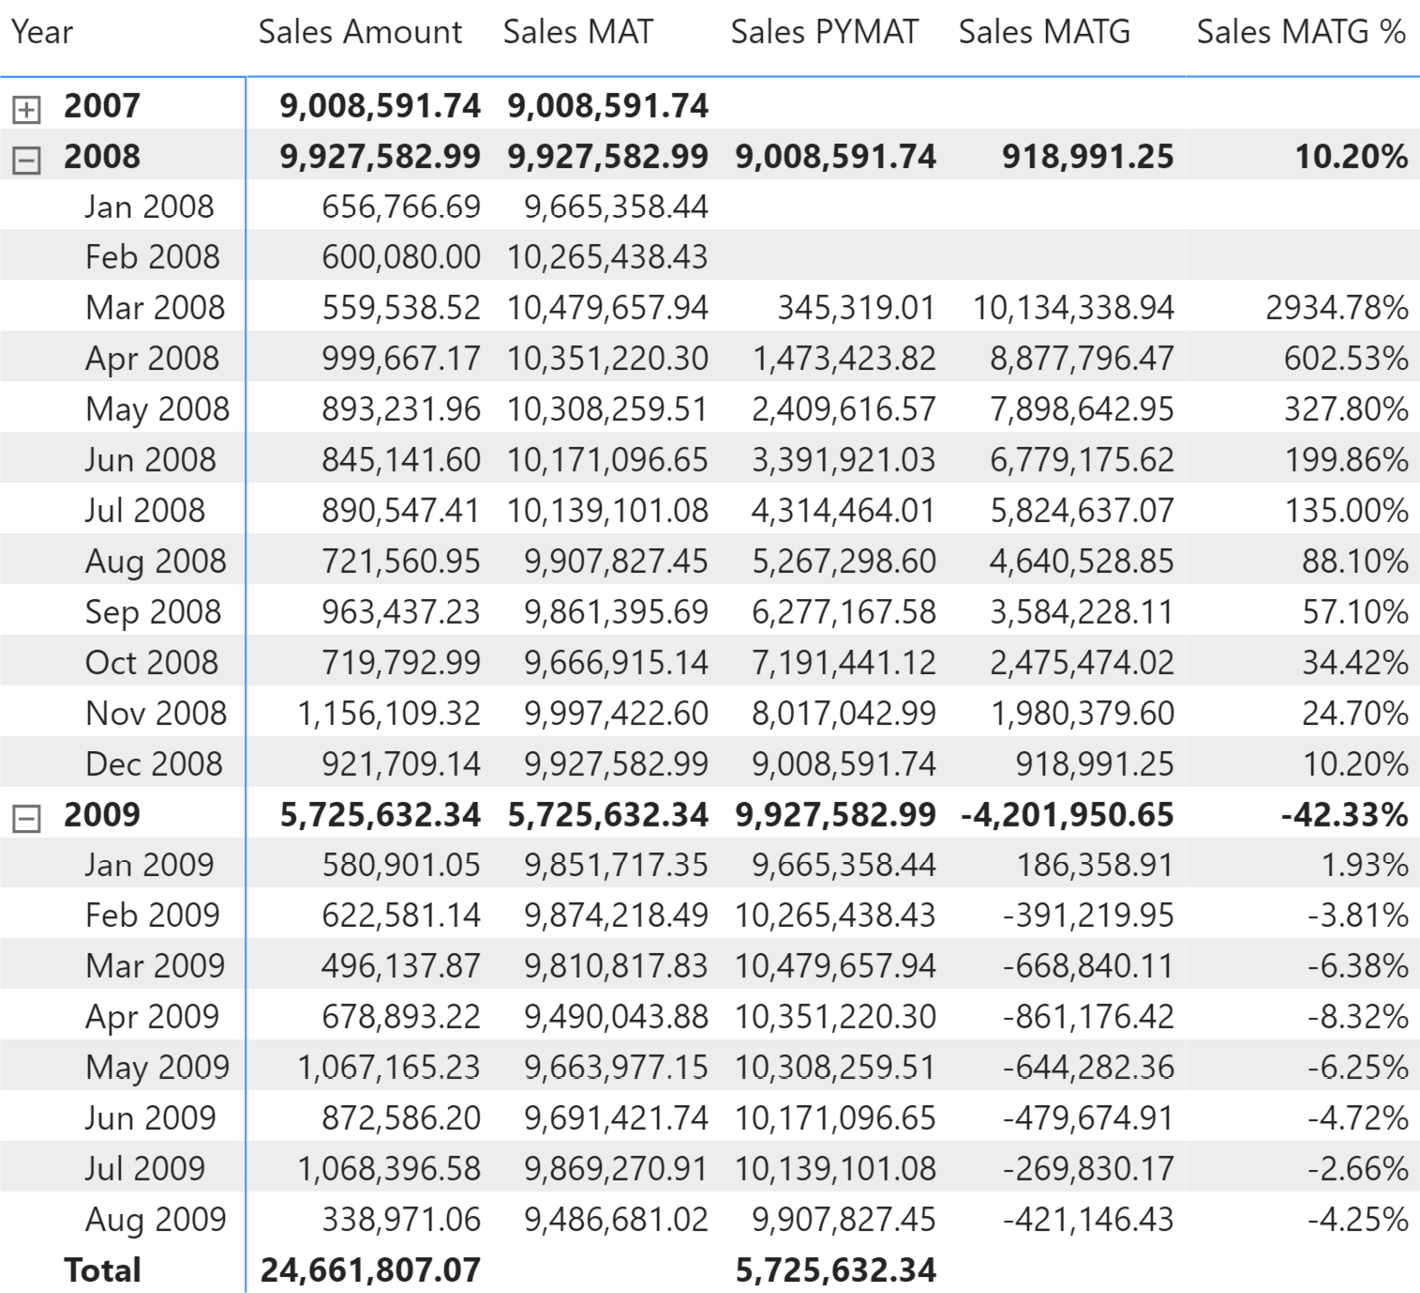 Year Sales Amount Sales MAT Sales PYMAT Sales MATG Sales MATG %
2007 9,008,591.74 9,008,591.74
2008 9,927,582.99 9,927,582.99 9,008,591.74 918,991.25 10.20%
Jan 2008 656,766.69 9,665,358.44
Feb 2008 600,080.00 10,265,438.43
Mar 2008 559,538.52 10,479,657.94 345,319.01 10,134,338.94 2934.78%
Apr 2008 999,667.17 10,351,220.30 1,473,423.82 8,877,796.47 602.53%
May 2008 893,231.96 10,308,259.51 2,409,616.57 7,898,642.95 327.80%
Jun 2008 845,141.60 10,171,096.65 3,391,921.03 6,779,175.62 199.86%
Jul 2008 890,547.41 10,139,101.08 4,314,464.01 5,824,637.07 135.00%
Aug 2008 721,560.95 9,907,827.45 5,267,298.60 4,640,528.85 88.10%
Sep 2008 963,437.23 9,861,395.69 6,277,167.58 3,584,228.11 57.10%
Oct 2008 719,792.99 9,666,915.14 7,191,441.12 2,475,474.02 34.42%
Nov 2008 1,156,109.32 9,997,422.60 8,017,042.99 1,980,379.60 24.70%
Dec 2008 921,709.14 9,927,582.99 9,008,591.74 918,991.25 10.20%
2009 5,725,632.34 5,725,632.34 9,927,582.99 -4,201,950.65 -42.33%
Jan 2009 580,901.05 9,851,717.35 9,665,358.44 186,358.91 1.93%
Feb 2009 622,581.14 9,874,218.49 10,265,438.43 -391,219.95 -3.81%
Mar 2009 496,137.87 9,810,817.83 10,479,657.94 -668,840.11 -6.38%
Apr 2009 678,893.22 9,490,043.88 10,351,220.30 -861,176.42 -8.32%
May 2009 1,067,165.23 9,663,977.15 10,308,259.51 -644,282.36 -6.25%
Jun 2009 872,586.20 9,691,421.74 10,171,096.65 -479,674.91 -4.72%
Jul 2009 1,068,396.58 9,869,270.91 10,139,101.08 -269,830.17 -2.66%
Aug 2009 338,971.06 9,486,681.02 9,907,827.45 -421,146.43 -4.25%
Total 24,661,807.07 5,725,632.34